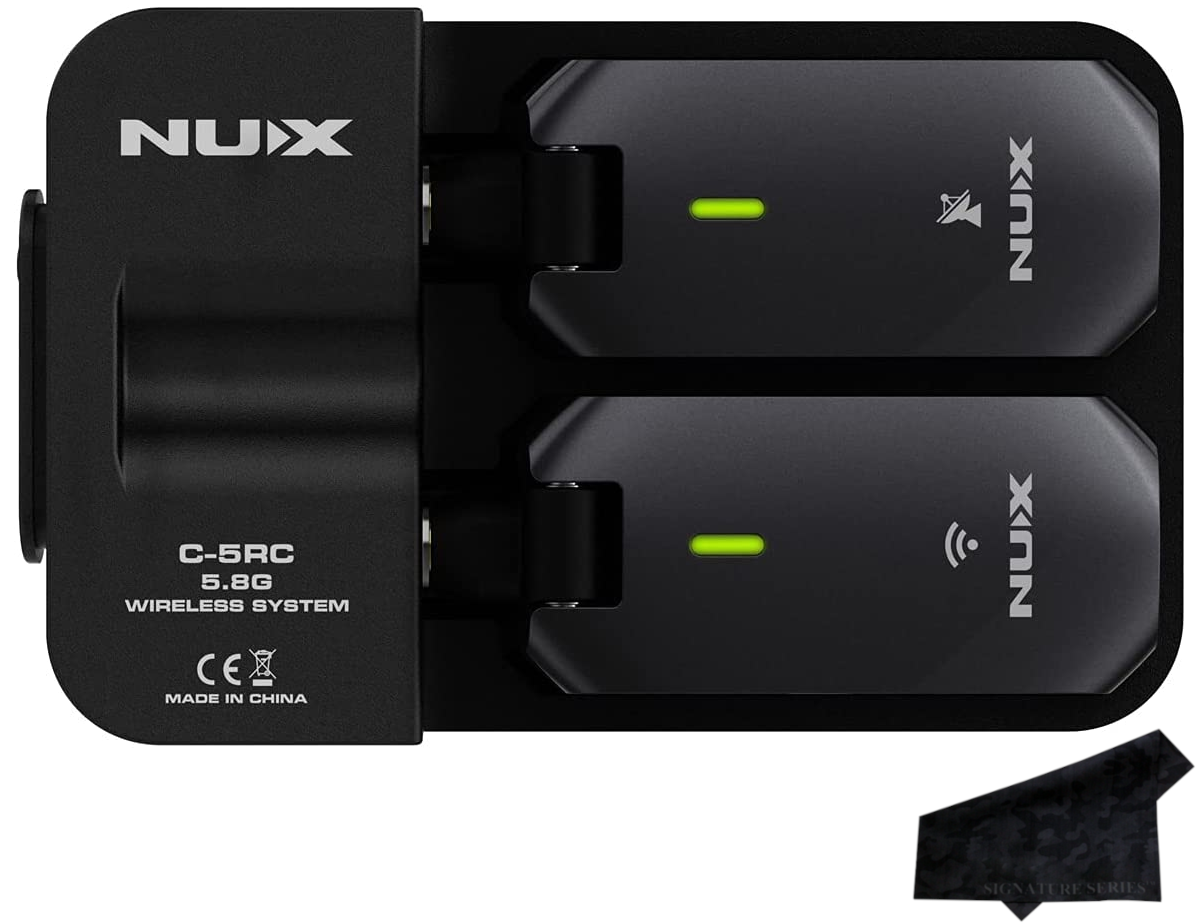 NUX
NUX
C-5RC
5.8G
WIRELESS SYSTEM
NUX
CE
MADE IN CHINA
SIGNATURE SERIES